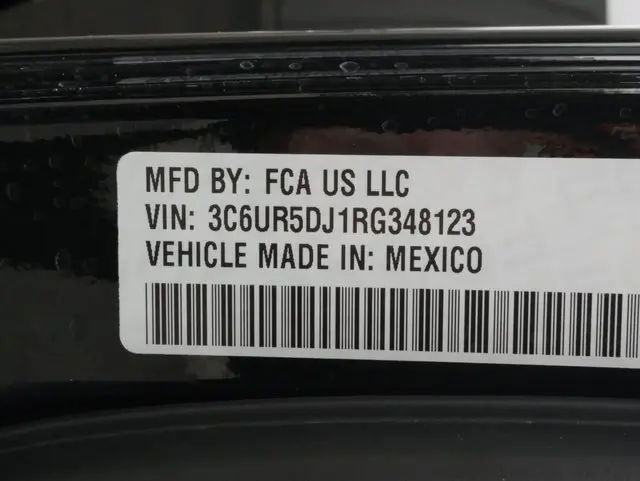 MFD BY: FCA US LLC
VIN: 3C6UR5DJ1RG348123
VEHICLE MADE IN: MEXICO